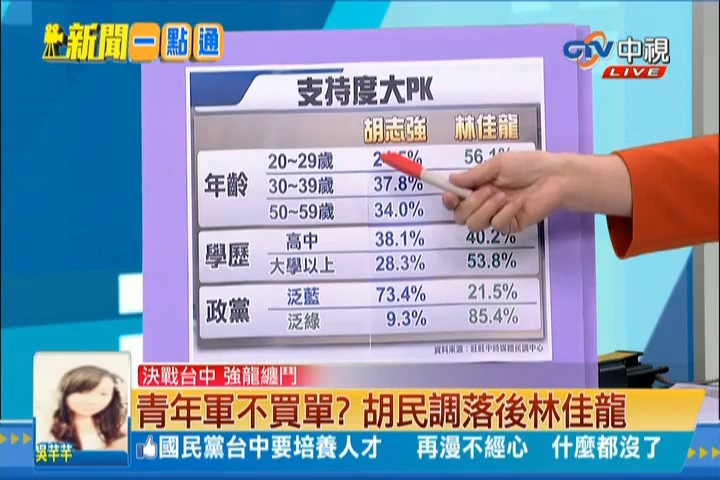 新聞一點通
CTV中視
LIVE
支持度大PK
胡志強 林佳龍
年齡
20~29歲 56.1%
30~39歲 37.8%
50~59歲 34.0%
學歷
高中 38.1% 40.2%
大學以上 28.3% 53.8%
政黨
泛藍 73.4% 21.5%
泛綠 9.3% 85.4%
資料來源：旺旺中時媒體民調中心
決戰台中 強龍纏鬥
青年軍不買單? 胡民調落後林佳龍
吳芊芊
國民黨台中要培養人才 再漫不經心 什麼都沒了